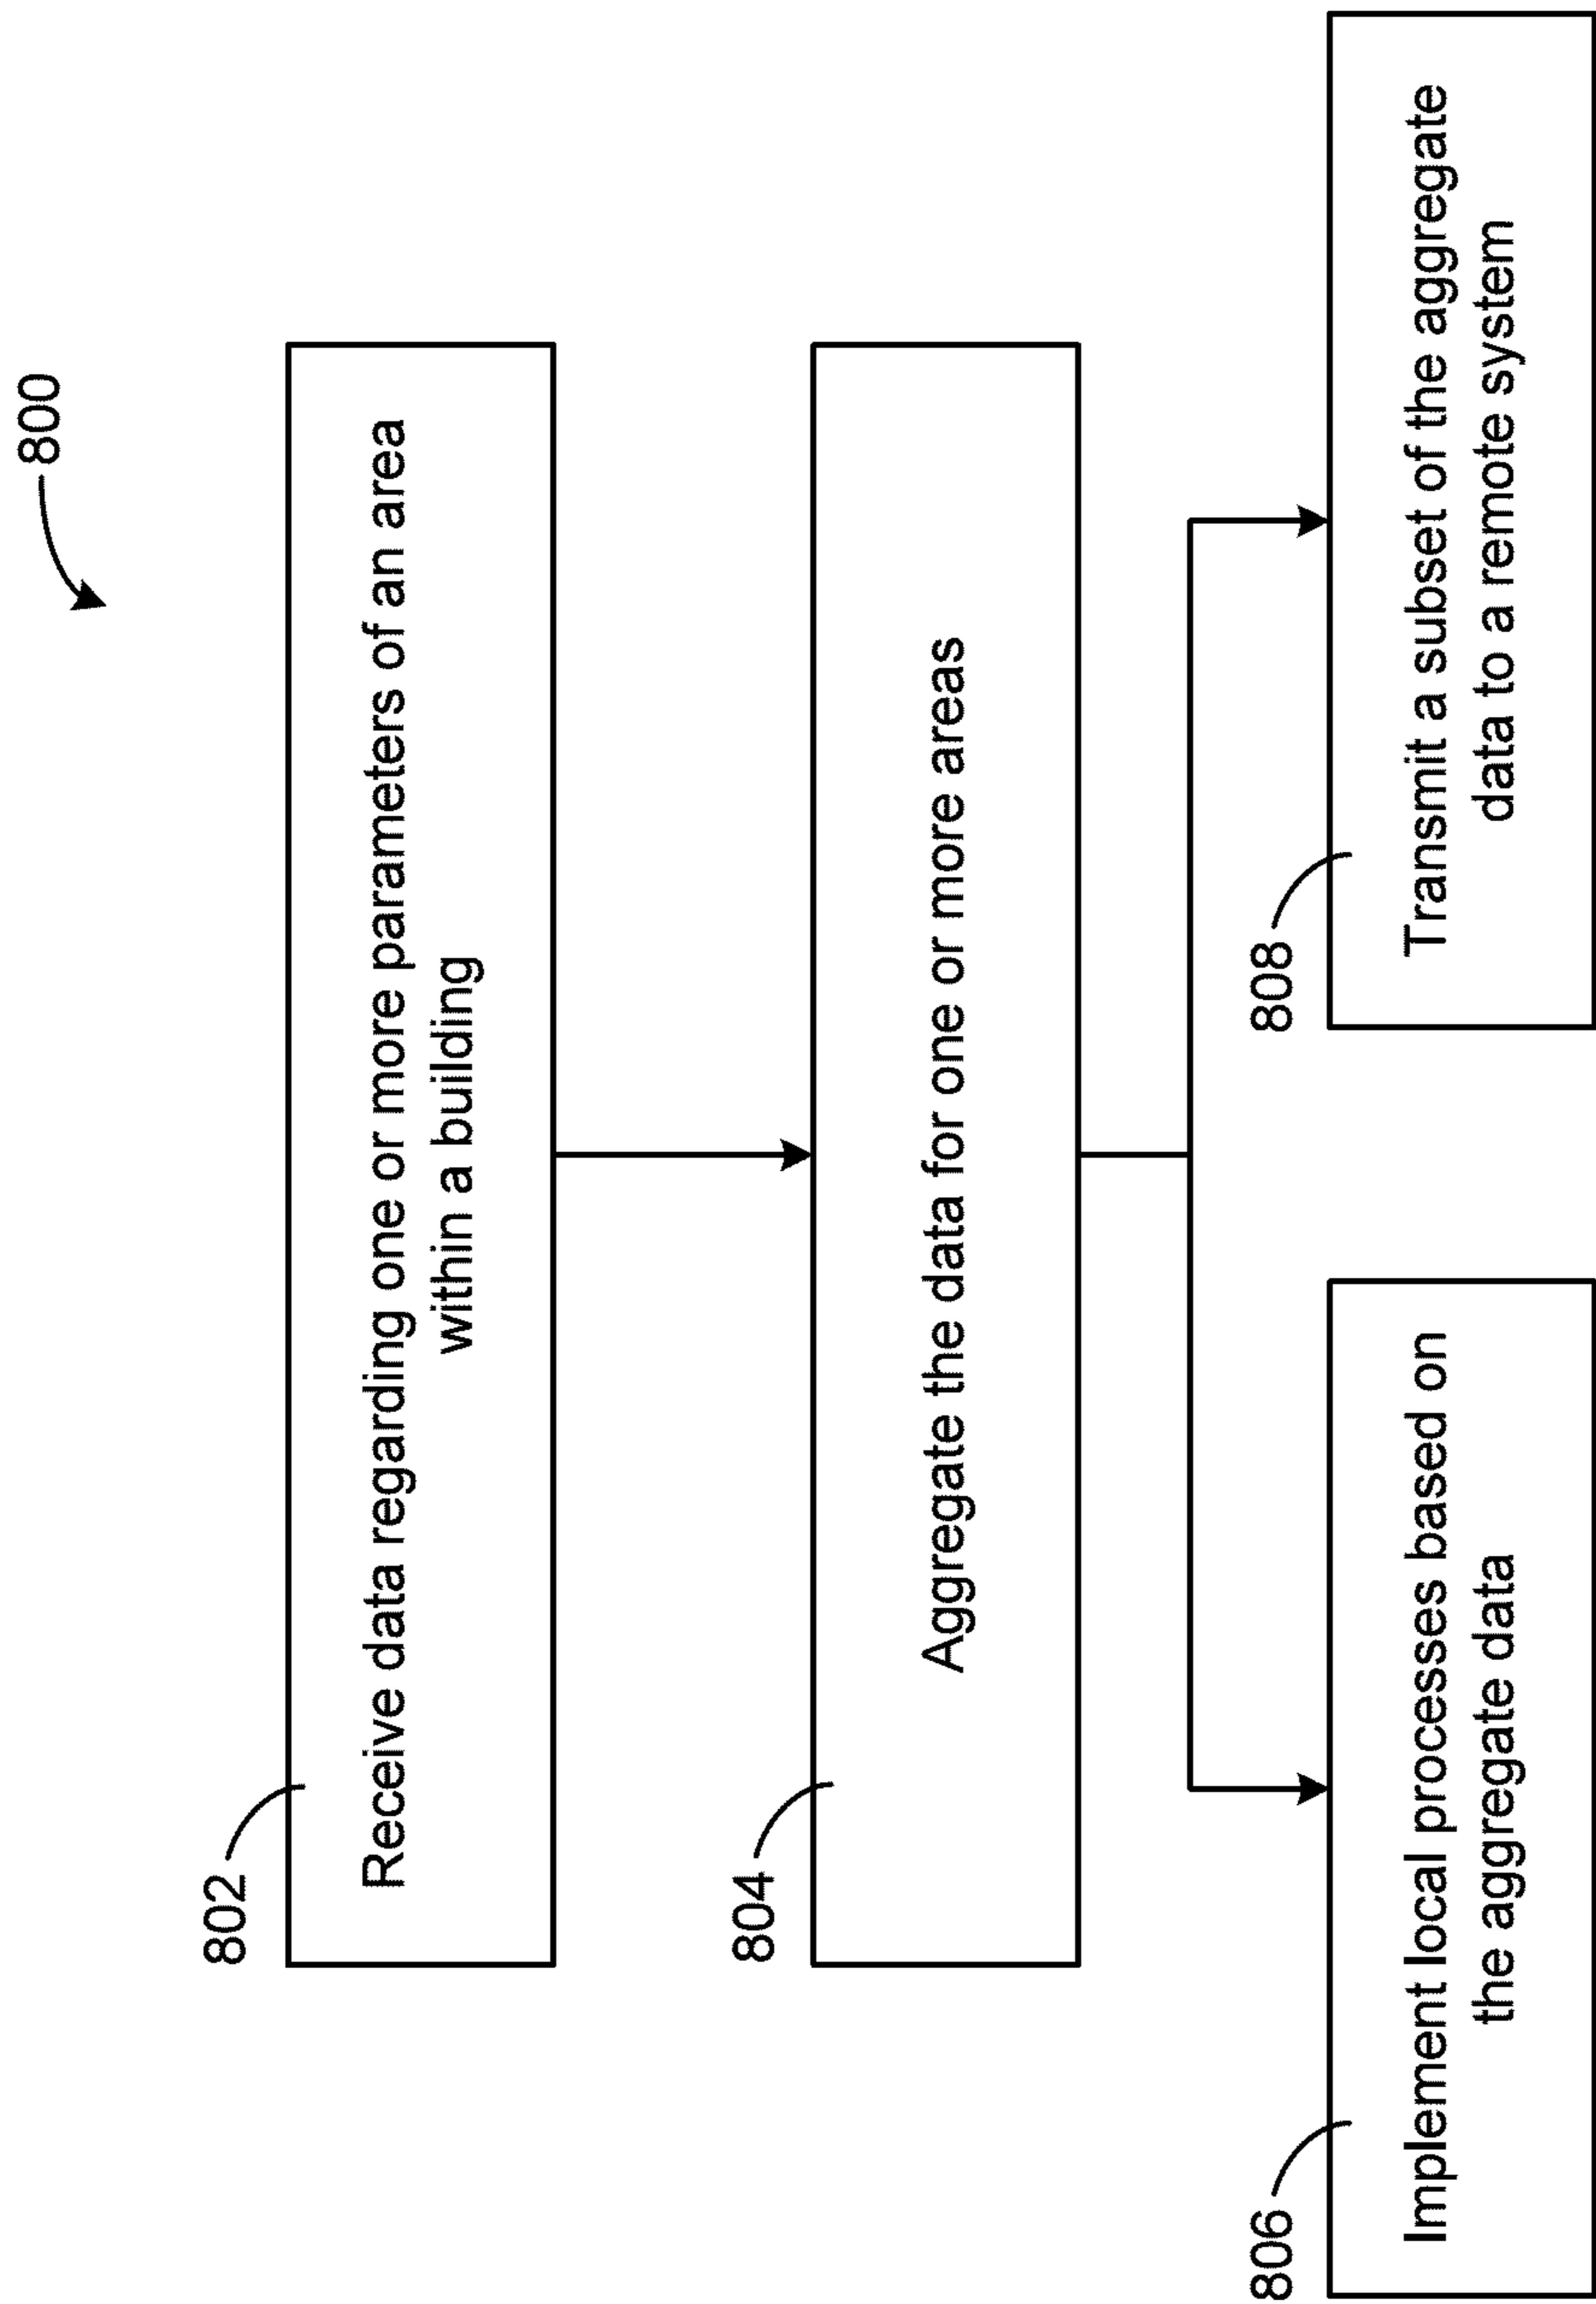 800
802
Receive data regarding one or more parameters of an area
within a building
804
Aggregate the data for one or more areas
806
Implement local processes based on
the aggregate data
808
Transmit a subset of the aggregate
data to a remote system